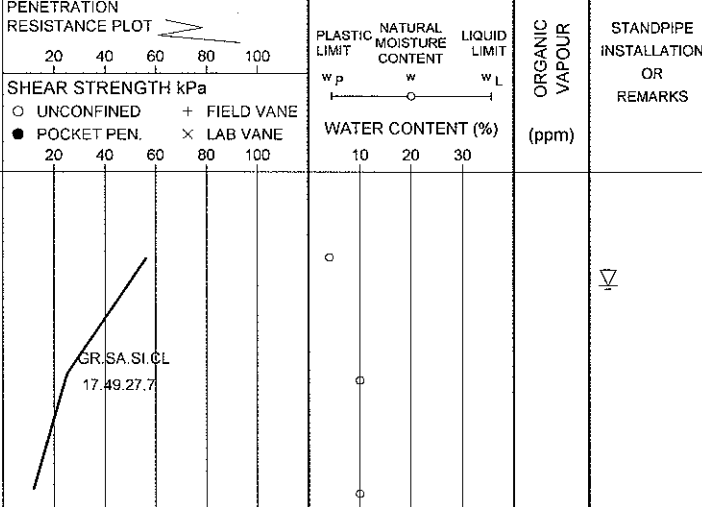 PENETRATION
RESISTANCE PLOT
20 40 60 80 100
SHEAR STRENGTH kPa
○ UNCONFINED + FIELD VANE
● POCKET PEN. × LAB VANE
20 40 60 80 100
PLASTIC LIMIT
NATURAL MOISTURE CONTENT
LIQUID LIMIT
wP w wL
WATER CONTENT (%)
10 20 30
ORGANIC VAPOUR
(ppm)
STANDPIPE
INSTALLATION
OR
REMARKS
GR.SA.SI.CL
17.49.27.7